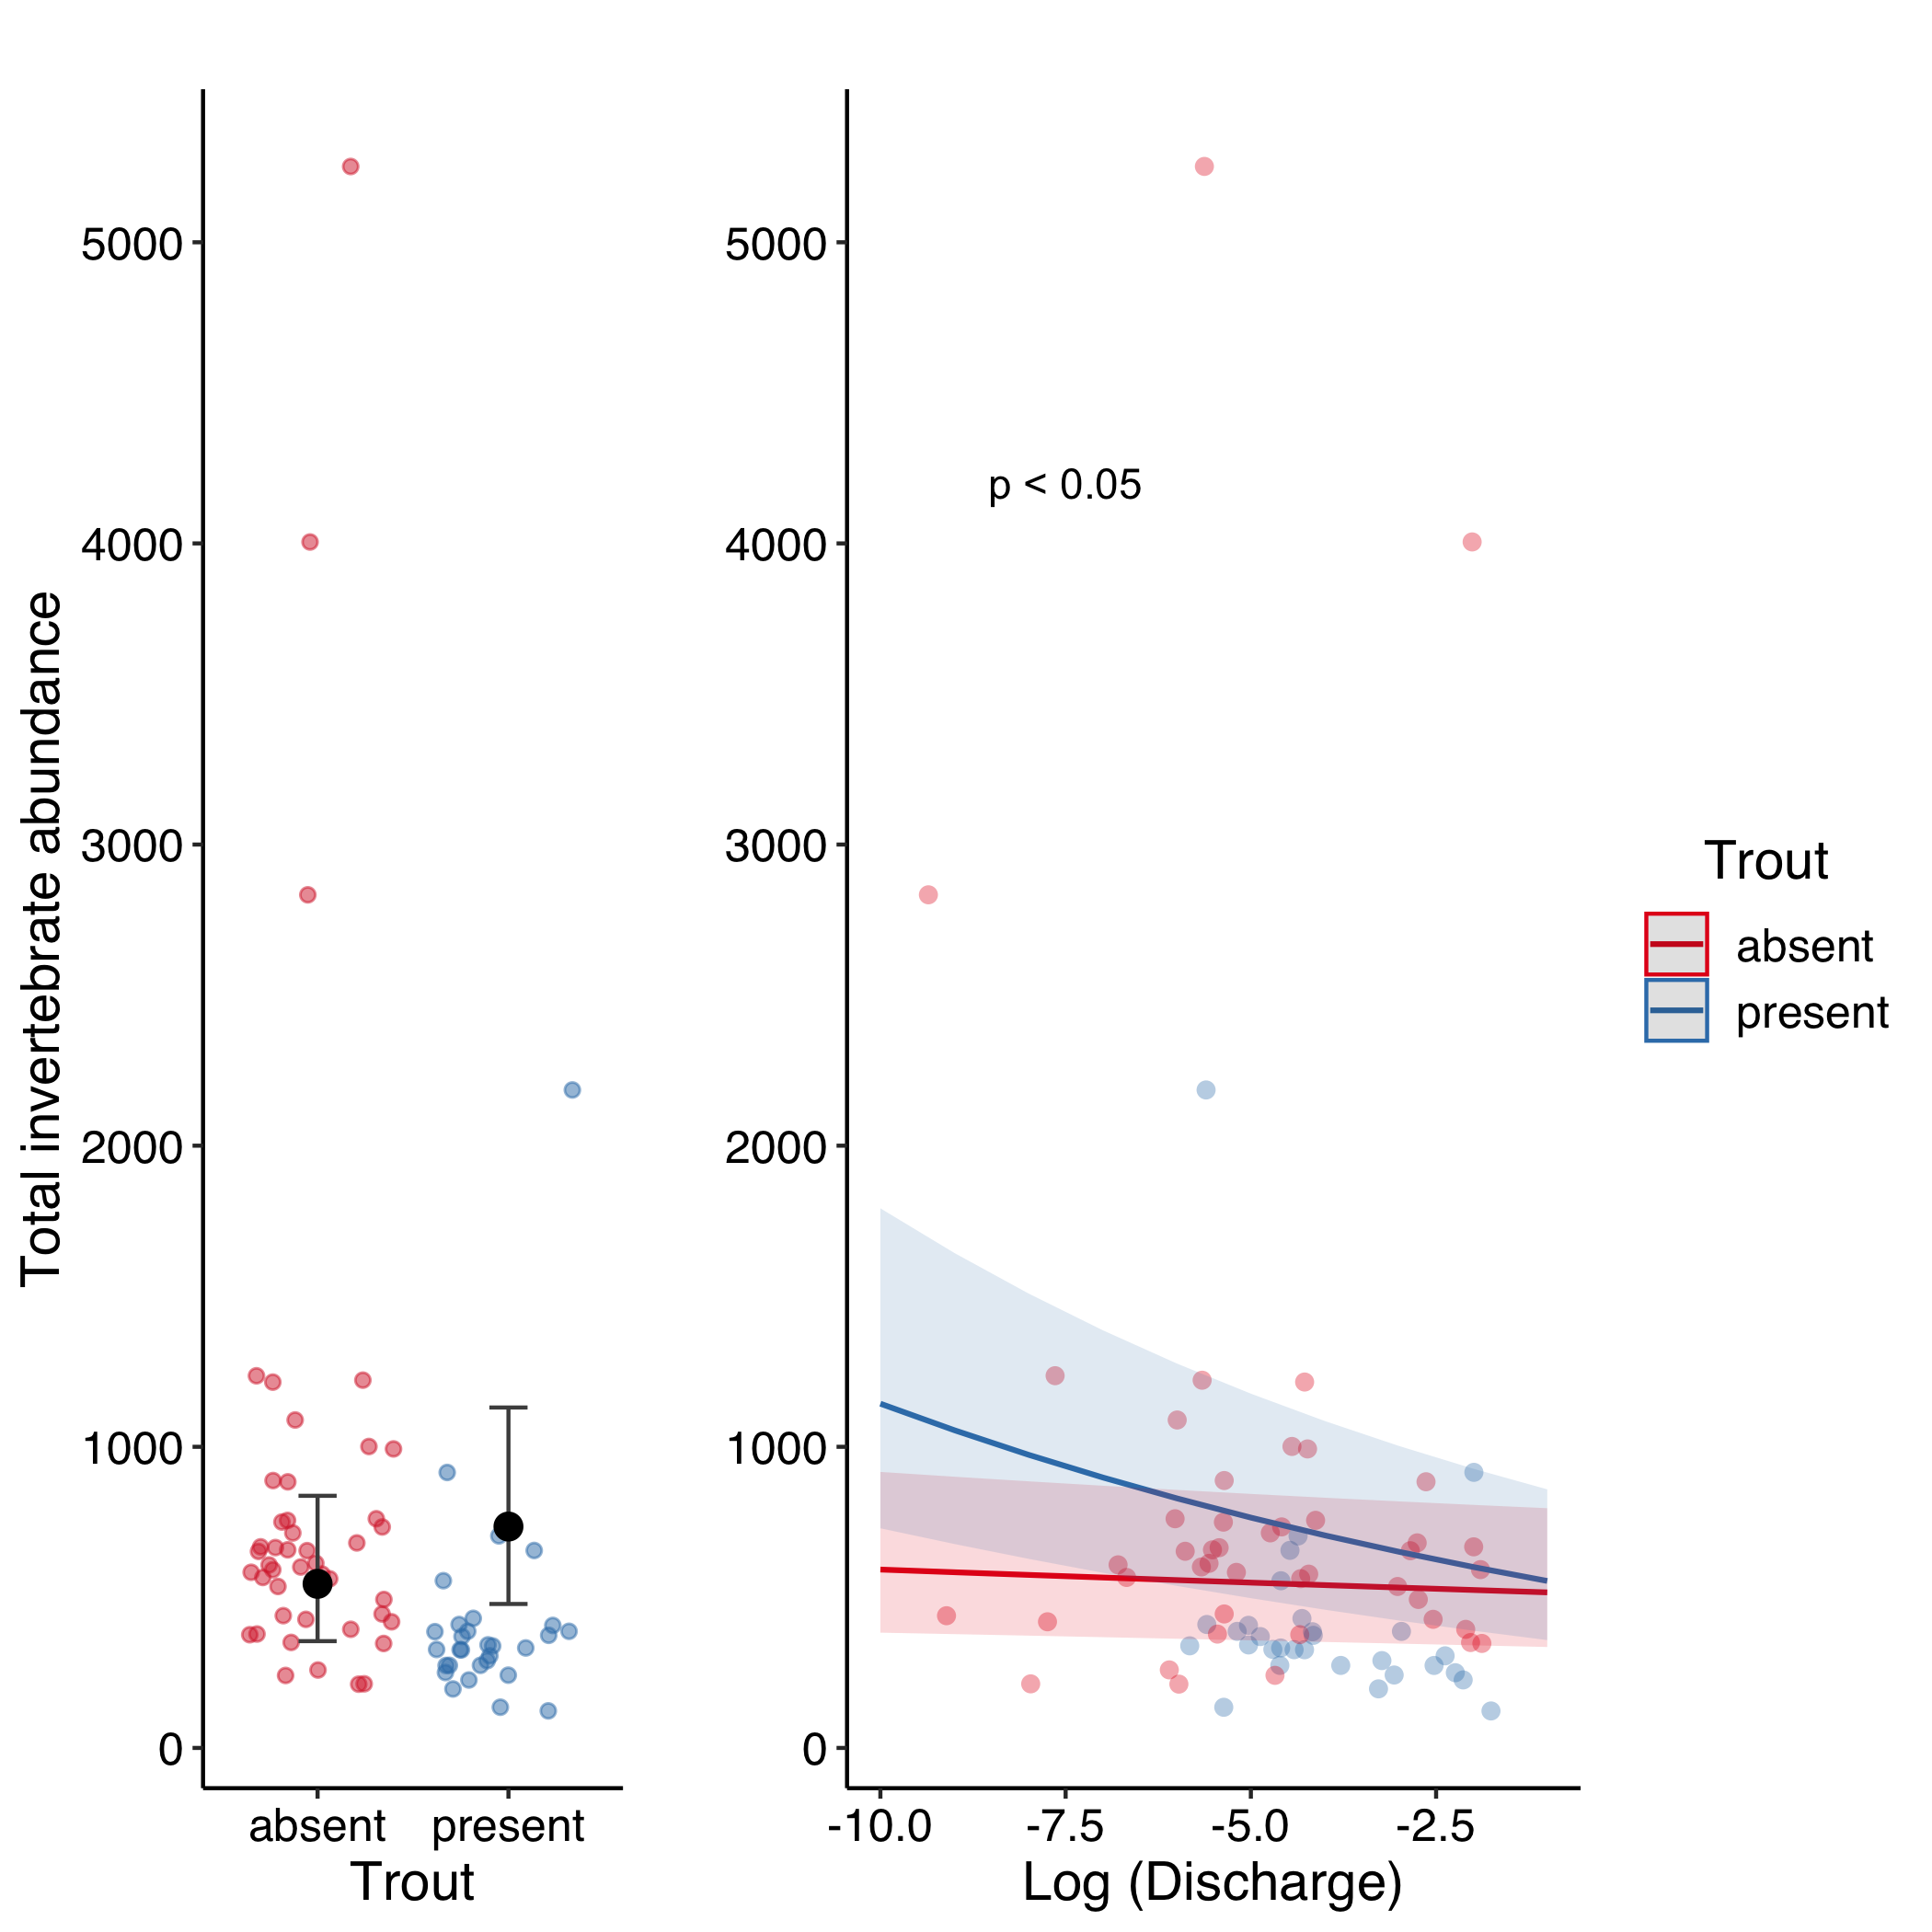 Total invertebrate abundance
5000
4000
3000
2000
1000
0
absent present
Trout
5000
4000
3000
2000
1000
0
p < 0.05
-10.0 -7.5 -5.0 -2.5
Log (Discharge)
Trout
absent
present